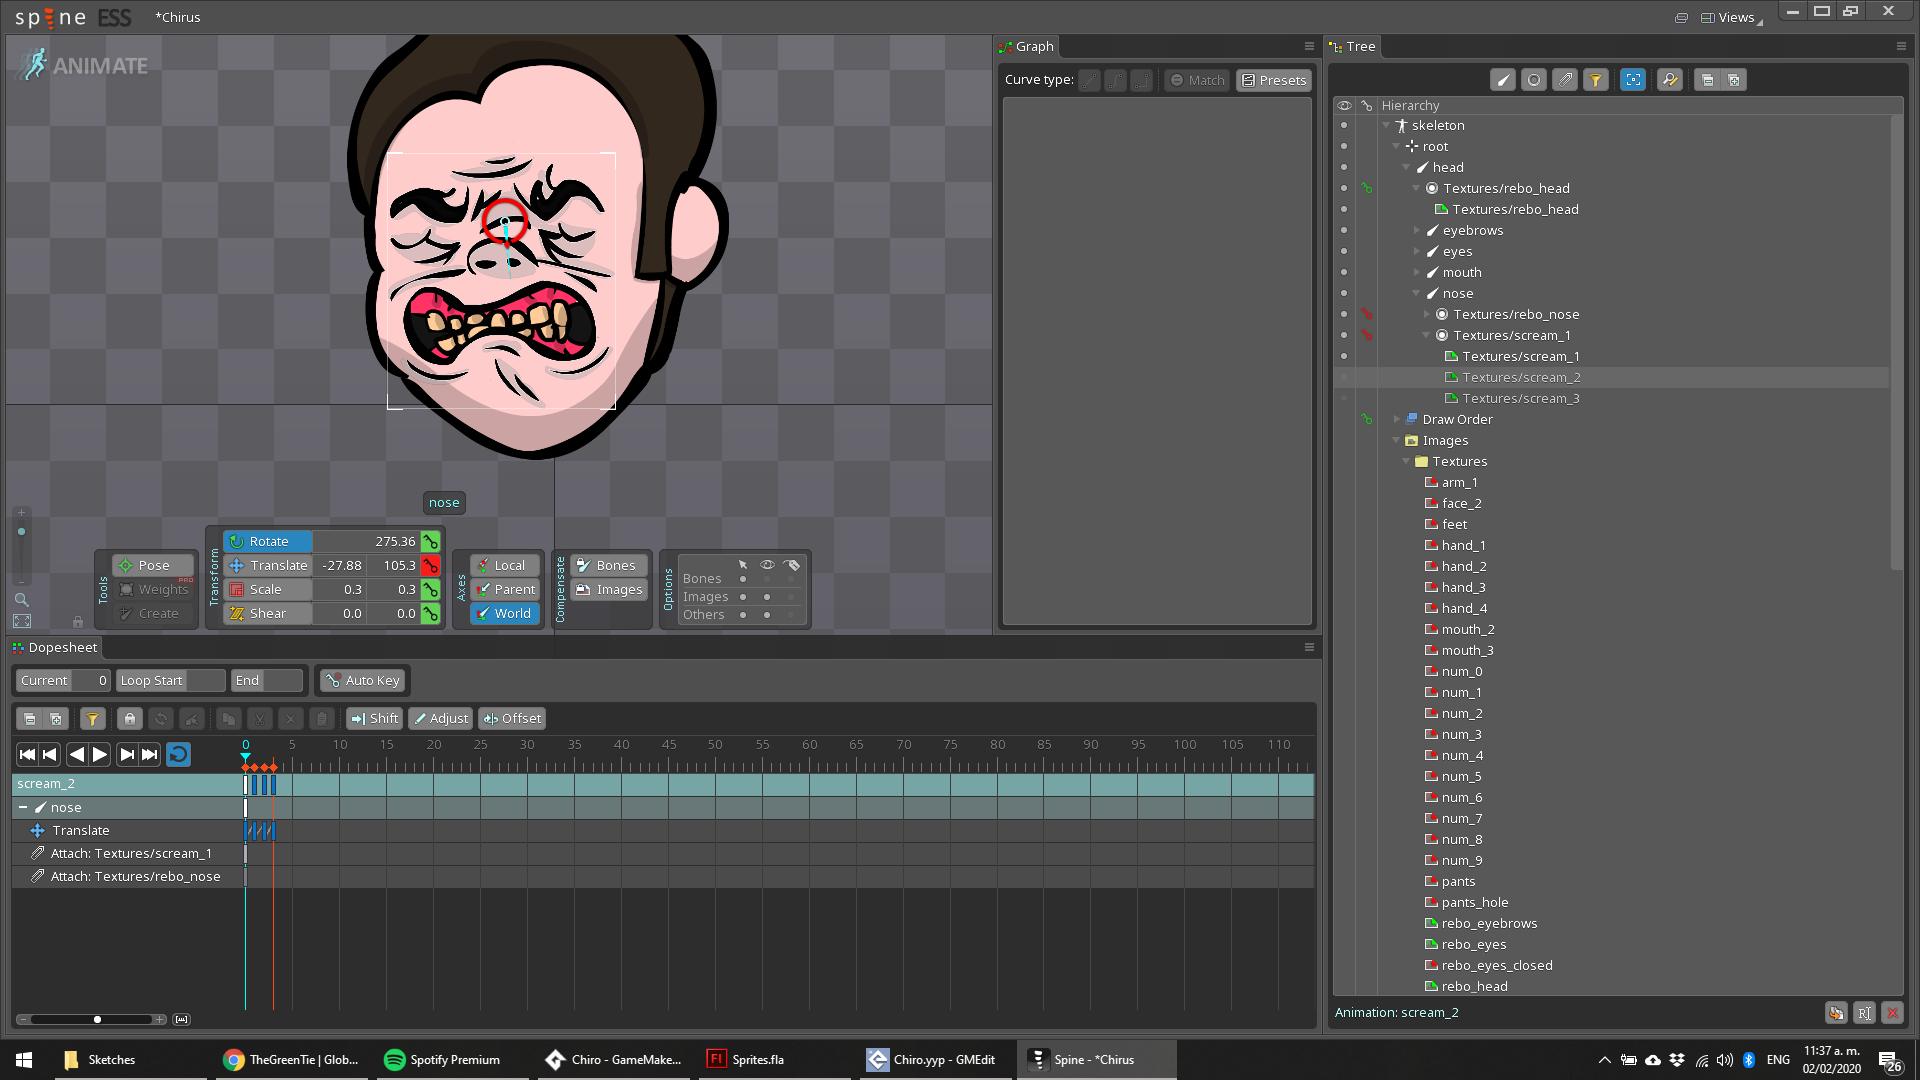 spine ESS *Chirus Views
ANIMATE
nose
Tools
Pose
Weights PRO
Create
Transform
Rotate 275.36
Translate -27.88 105.3
Scale 0.3 0.3
Shear 0.0 0.0
Axes
Local
Parent
World
Compensate
Bones
Images
Options
Bones
Images
Others
Graph
Curve type: Match Presets
Tree
Hierarchy
skeleton
root
head
Textures/rebo_head
Textures/rebo_head
eyebrows
eyes
mouth
nose
Textures/rebo_nose
Textures/scream_1
Textures/scream_1
Textures/scream_2
Textures/scream_3
Draw Order
Images
Textures
arm_1
face_2
feet
hand_1
hand_2
hand_3
hand_4
mouth_2
mouth_3
num_0
num_1
num_2
num_3
num_4
num_5
num_6
num_7
num_8
num_9
pants
pants_hole
rebo_eyebrows
rebo_eyes
rebo_eyes_closed
rebo_head
Animation: scream_2
Dopesheet
Current 0 Loop Start End Auto Key
Shift Adjust Offset
0 5 10 15 20 25 30 35 40 45 50 55 60 65 70 75 80 85 90 95 100 105 110
scream_2
nose
Translate
Attach: Textures/scream_1
Attach: Textures/rebo_nose
Sketches TheGreenTie | Glob... Spotify Premium Chiro - GameMake... Fl Sprites.fla Chiro.yyp - GMEdit Spine - *Chirus ENG 11:37 a. m. 26
02/02/2020